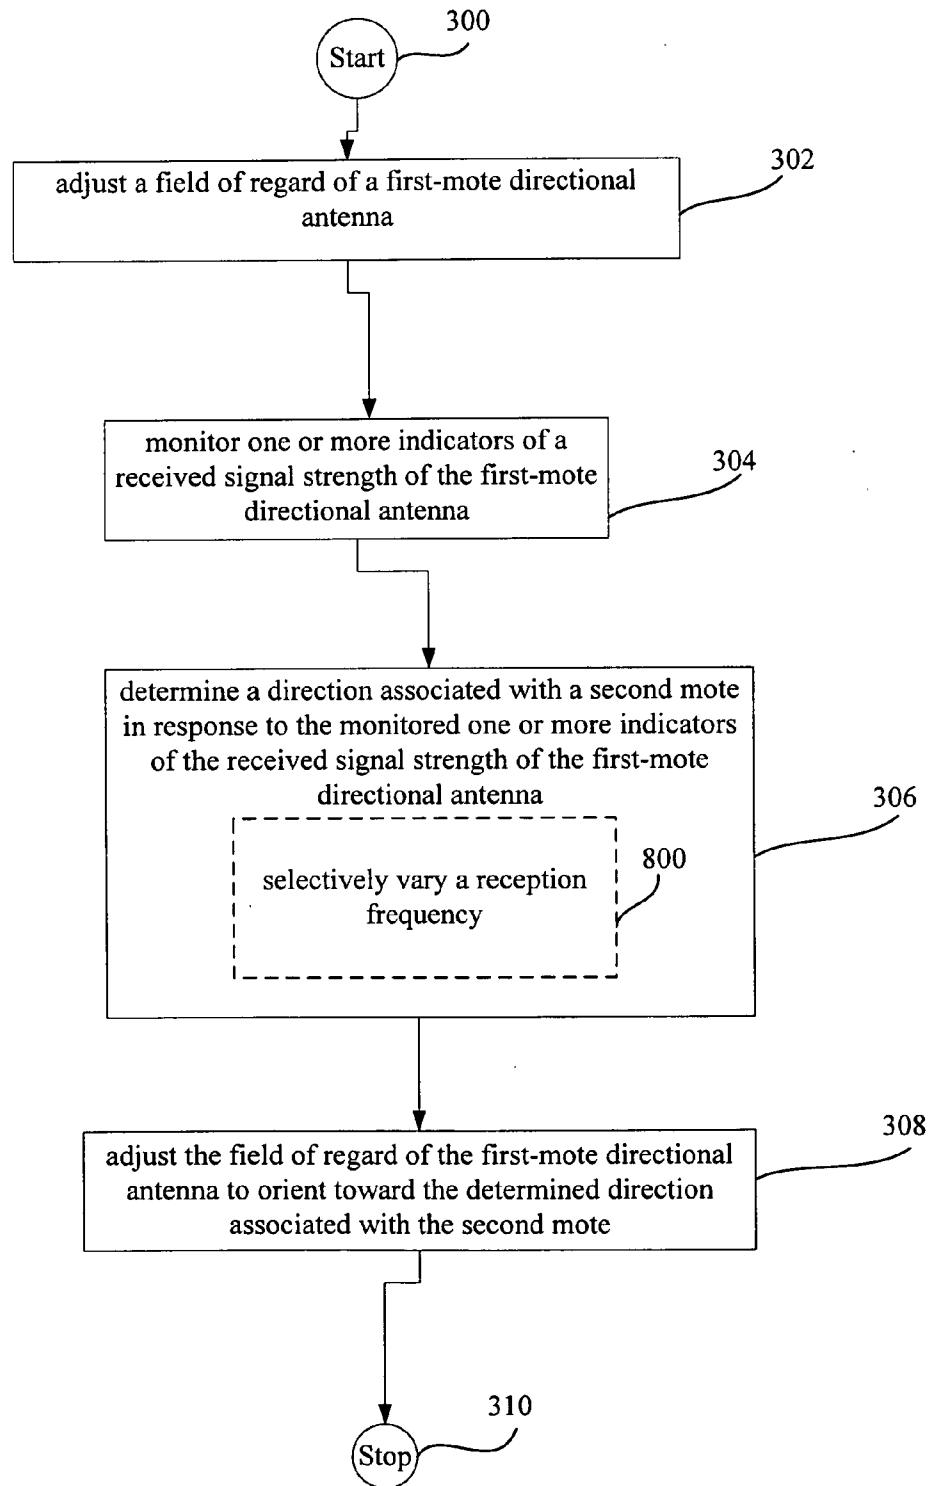 300
Start
302
adjust a field of regard of a first-mote directional
antenna
304
monitor one or more indicators of a
received signal strength of the first-mote
directional antenna
306
determine a direction associated with a second mote
in response to the monitored one or more indicators
of the received signal strength of the first-mote
directional antenna
800
selectively vary a reception
frequency
308
adjust the field of regard of the first-mote directional
antenna to orient toward the determined direction
associated with the second mote
310
Stop